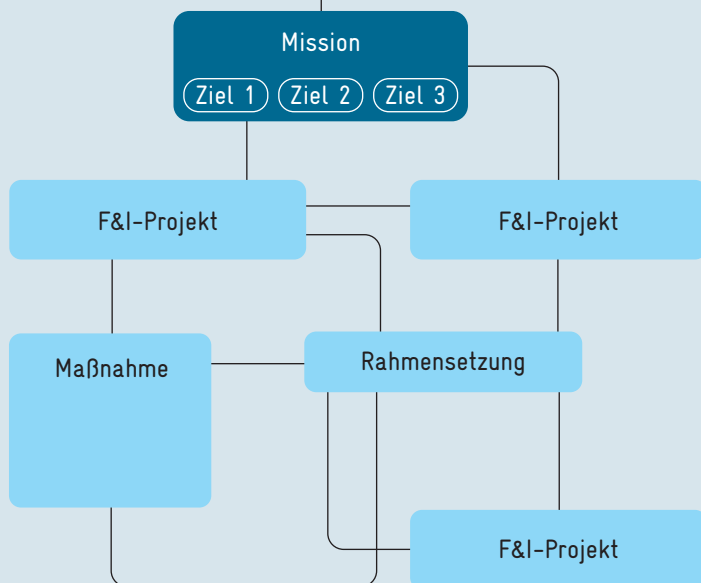 Mission
Ziel 1 Ziel 2 Ziel 3
F&I-Projekt F&I-Projekt
Maßnahme Rahmensetzung
F&I-Projekt